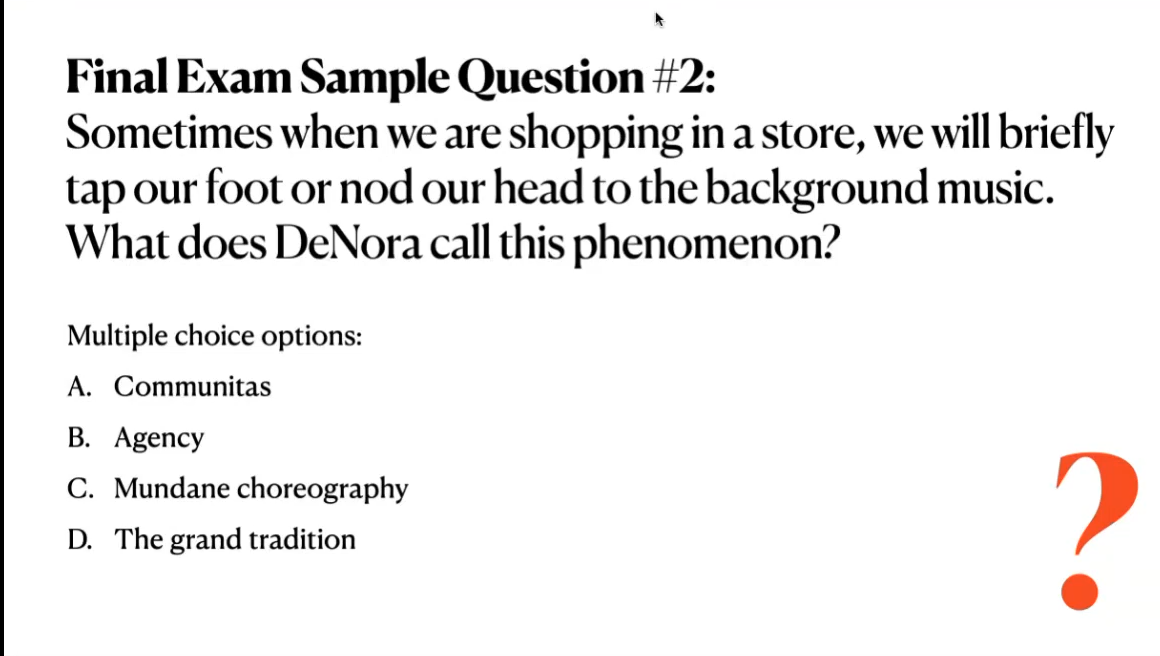 Final Exam Sample Question #2:
Sometimes when we are shopping in a store, we will briefly
tap our foot or nod our head to the background music.
What does DeNora call this phenomenon?
Multiple choice options:
A. Communitas
B. Agency
C. Mundane choreography
D. The grand tradition
?